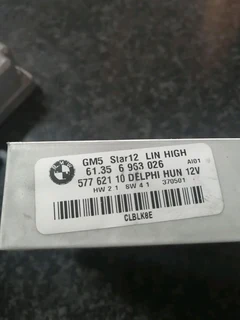 GM5 Star12 LIN HIGH
61.35 6 953 026 AI01
577 621 10 DELPHI HUN 12V
HW 2 1 SW 4 1 370501
CLBLK8E